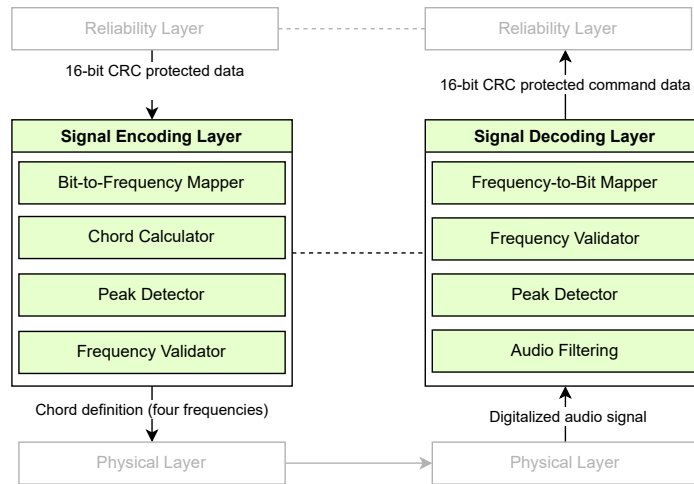 Reliability Layer
Reliability Layer
16-bit CRC protected data
16-bit CRC protected command data
Signal Encoding Layer
Bit-to-Frequency Mapper
Chord Calculator
Peak Detector
Frequency Validator
Signal Decoding Layer
Frequency-to-Bit Mapper
Frequency Validator
Peak Detector
Audio Filtering
Chord definition (four frequencies)
Digitalized audio signal
Physical Layer
Physical Layer